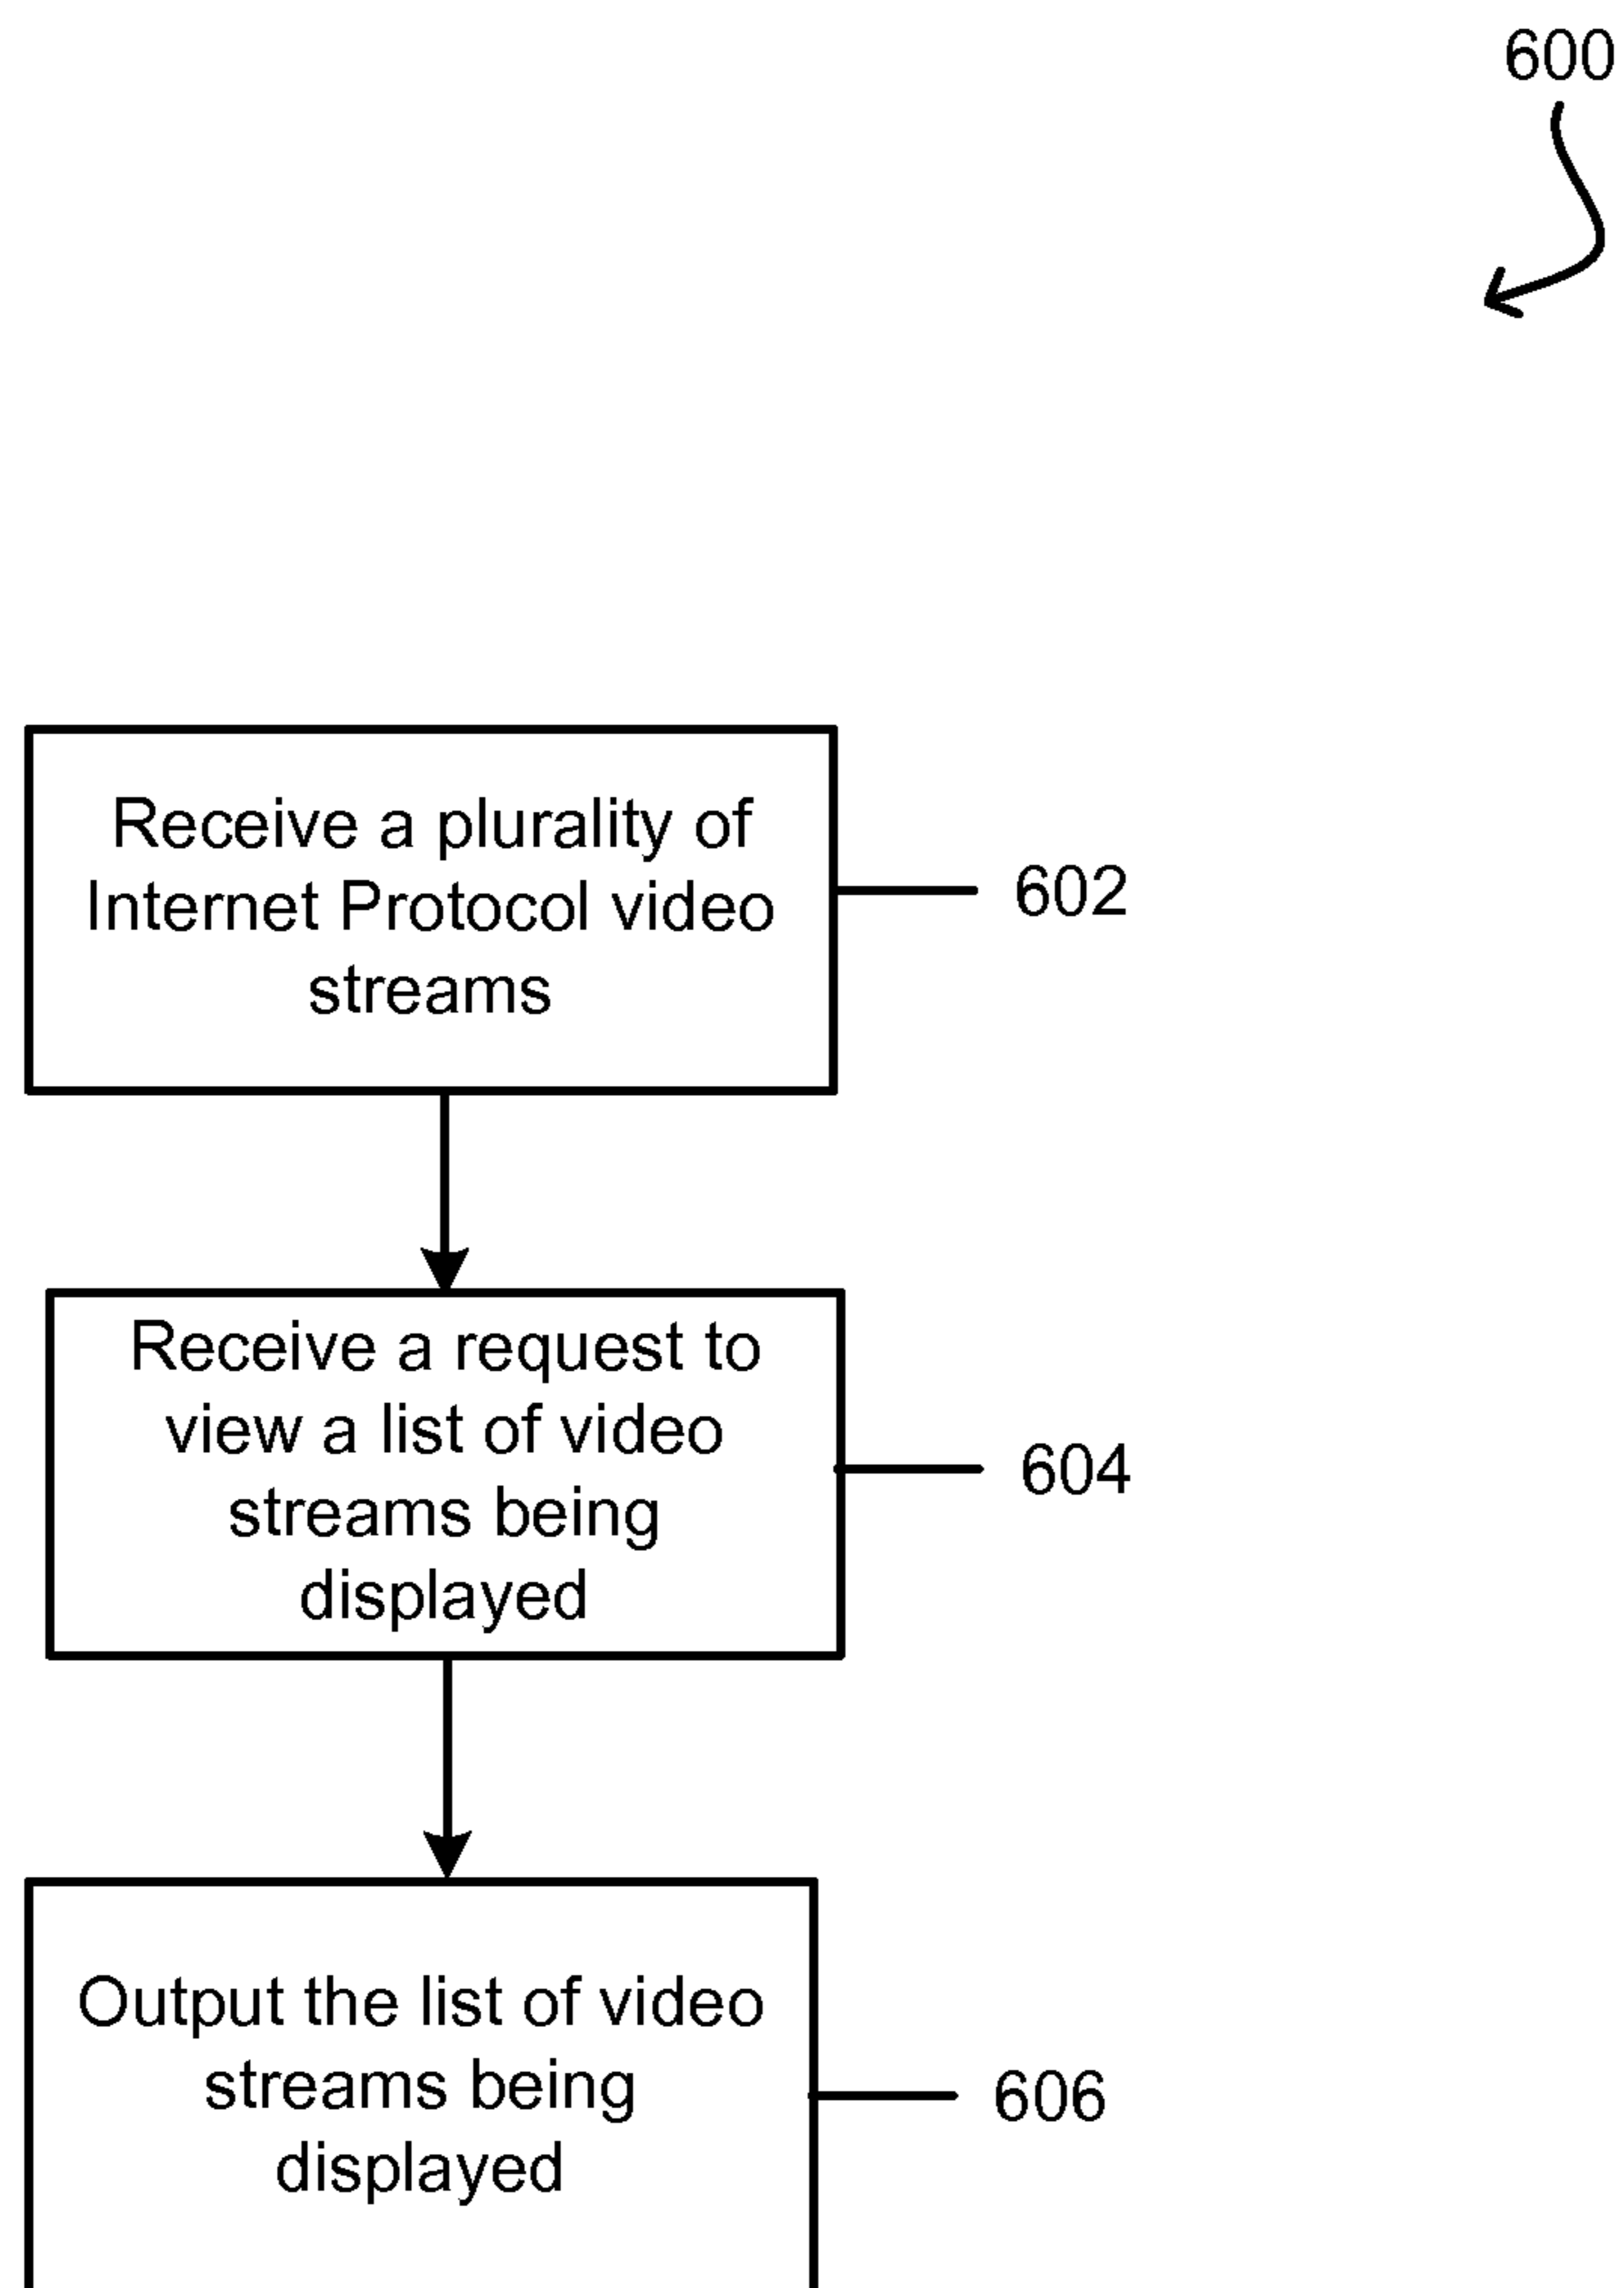 600
Receive a plurality of
Internet Protocol video
streams
602
Receive a request to
view a list of video
streams being
displayed
604
Output the list of video
streams being
displayed
606